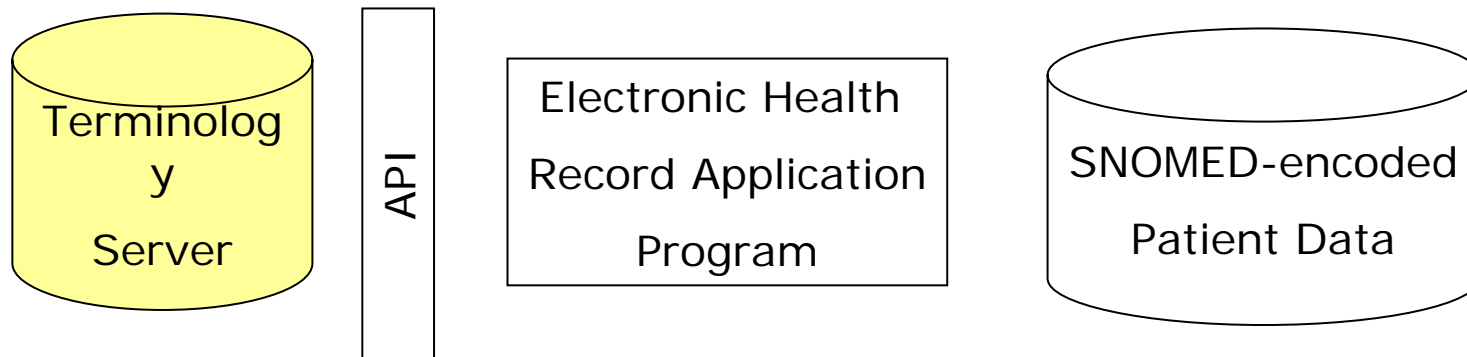 Terminolog
y
Server
API
Electronic Health
Record Application
Program
SNOMED-encoded
Patient Data